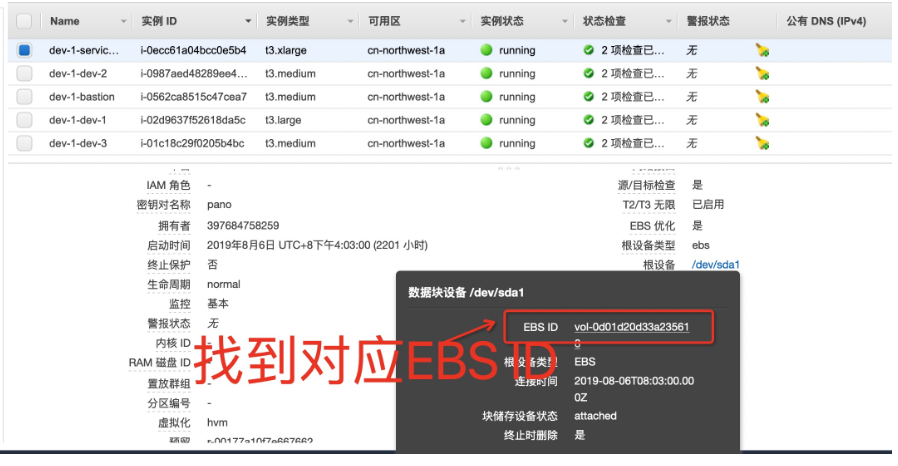 Name 实例 ID 实例类型 可用区 实例状态 状态检查 警报状态 公有 DNS (IPv4)
dev-1-servic... i-0ecc61a04bcc0e5b4 t3.xlarge cn-northwest-1a running 2 项检查已... 无
dev-1-dev-2 i-0987aed48289ee4... t3.medium cn-northwest-1a running 2 项检查已... 无
dev-1-bastion i-0562ca8515c47cea7 t3.medium cn-northwest-1a running 2 项检查已... 无
dev-1-dev-1 i-02d9637f52618da5c t3.large cn-northwest-1a running 2 项检查已... 无
dev-1-dev-3 i-01c18c29f0205b4bc t3.medium cn-northwest-1a running 2 项检查已... 无
IAM 角色 - 源/目标检查 是
密钥对名称 pano T2/T3 无限 已启用
拥有者 397684758259 EBS 优化 是
启动时间 2019年8月6日 UTC+8下午4:03:00 (2201 小时) 根设备类型 ebs
终止保护 否 根设备 /dev/sda1
生命周期 normal
监控 基本
警报状态 无
内核 ID -
RAM 磁盘 ID
置放群组 -
分区编号 -
虚拟化 hvm
预留 r-00177a10f7e667662
找到对应EBS ID
数据块设备 /dev/sda1
EBS ID vol-0d01d20d33a23561
0
根设备类型 EBS
连接时间 2019-08-06T08:03:00.00
0Z
块储存设备状态 attached
终止时删除 是